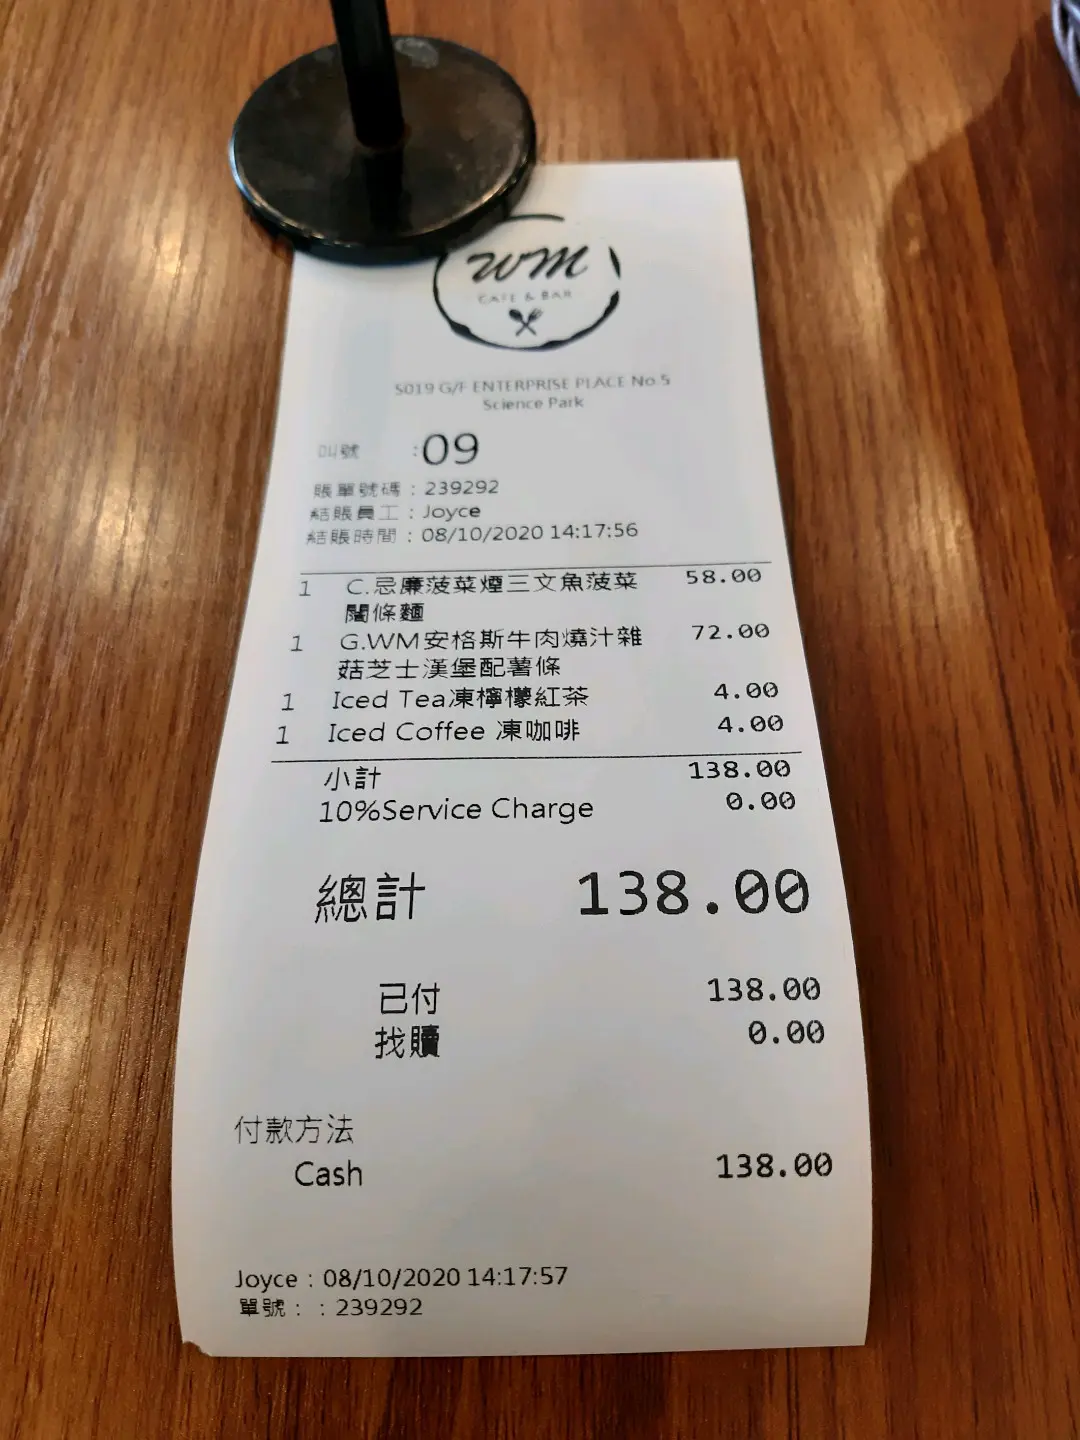 WM
CAFE & BAR
S019 G/F ENTERPRISE PLACE No.5
Science Park
叫號 :09
賬單號碼 : 239292
結賬員工 : Joyce
結賬時間 : 08/10/2020 14:17:56
1 C.忌廉菠菜煙三文魚菠菜 58.00
闊條麵
1 G.WM安格斯牛肉燒汁雜 72.00
菇芝士漢堡配薯條
1 Iced Tea凍檸檬紅茶 4.00
1 Iced Coffee 凍咖啡 4.00
小計 138.00
10%Service Charge 0.00
總計 138.00
已付 138.00
找贖 0.00
付款方法
Cash 138.00
Joyce : 08/10/2020 14:17:57
單號: : 239292